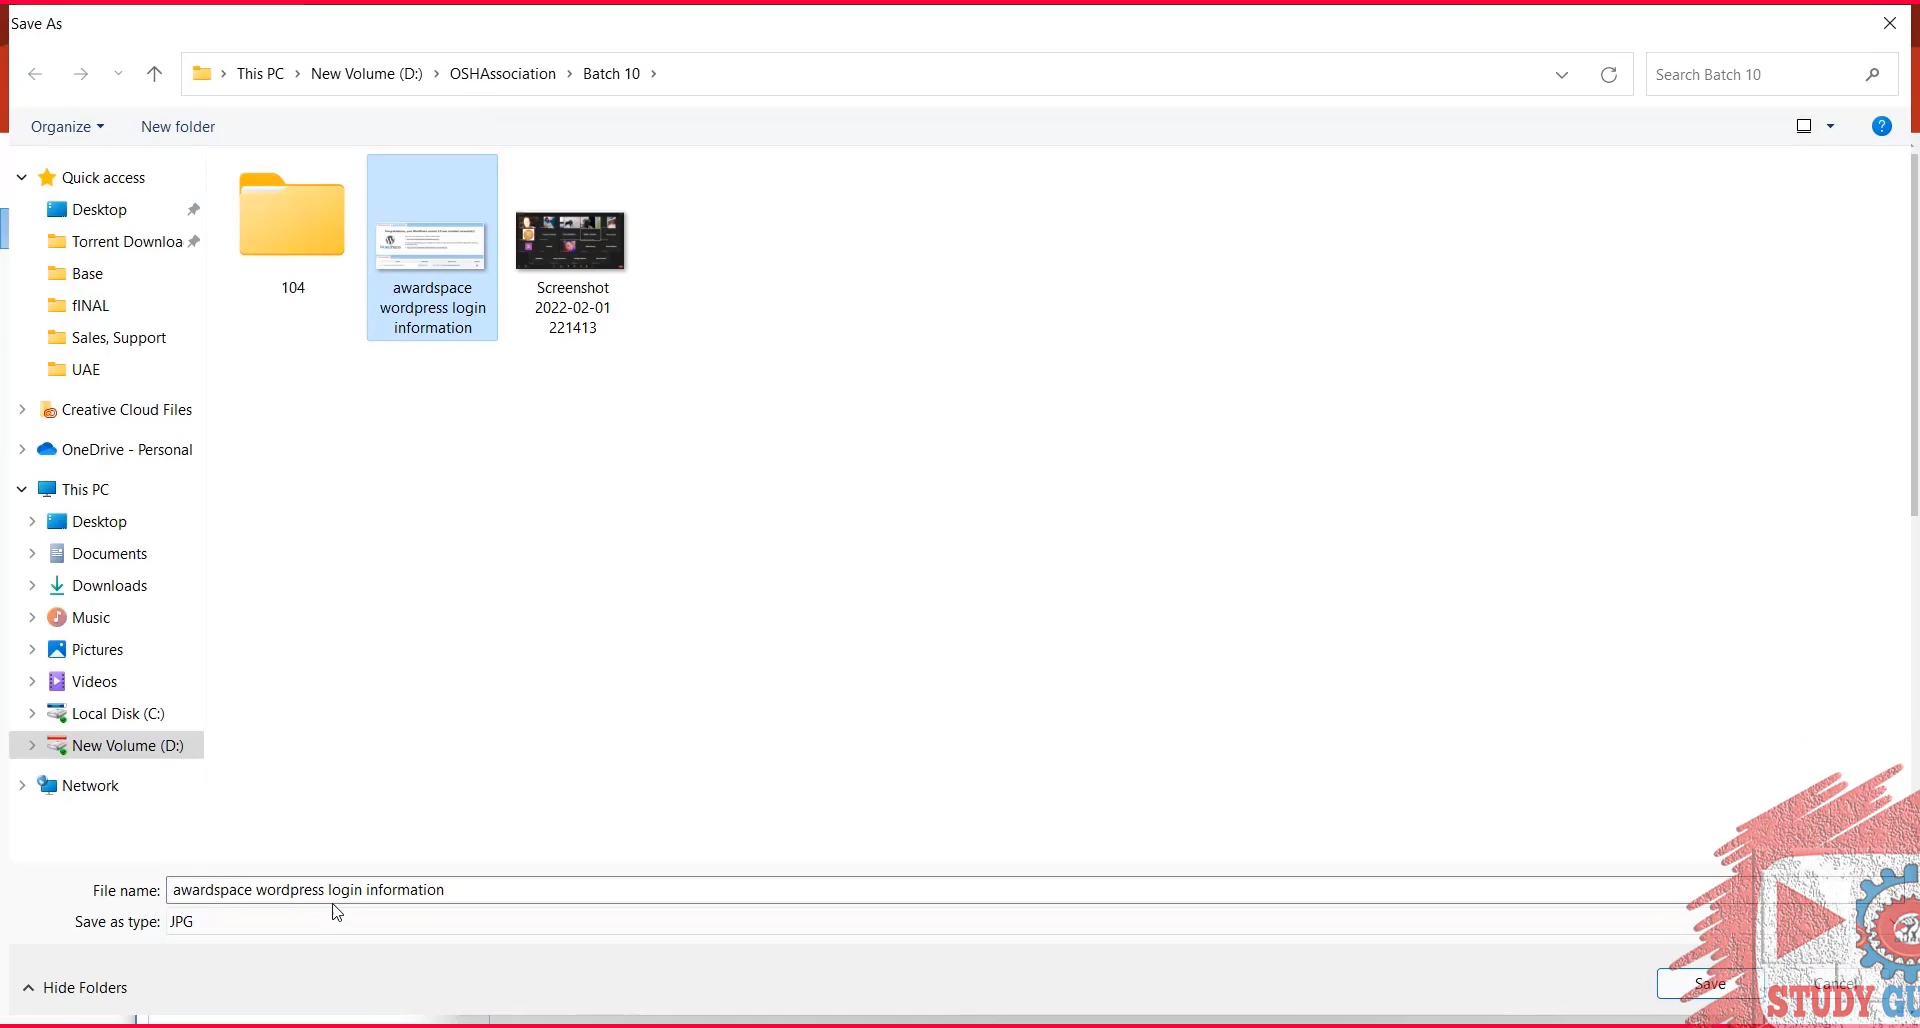 Save As
This PC
New Volume (D:)
OSHAssociation
Batch 10
Search Batch 10
Organize
New folder
?
Quick access
Desktop
Torrent Downloa
Base
fINAL
Sales, Support
UAE
Creative Cloud Files
OneDrive - Personal
This PC
Desktop
Documents
Downloads
Music
Pictures
Videos
Local Disk (C:)
New Volume (D:)
Network
104
awardspace
wordpress login
information
Screenshot
2022-02-01
221413
File name: awardspace wordpress login information
Save as type: JPG
Hide Folders
Save
Cancel
STUDY GU